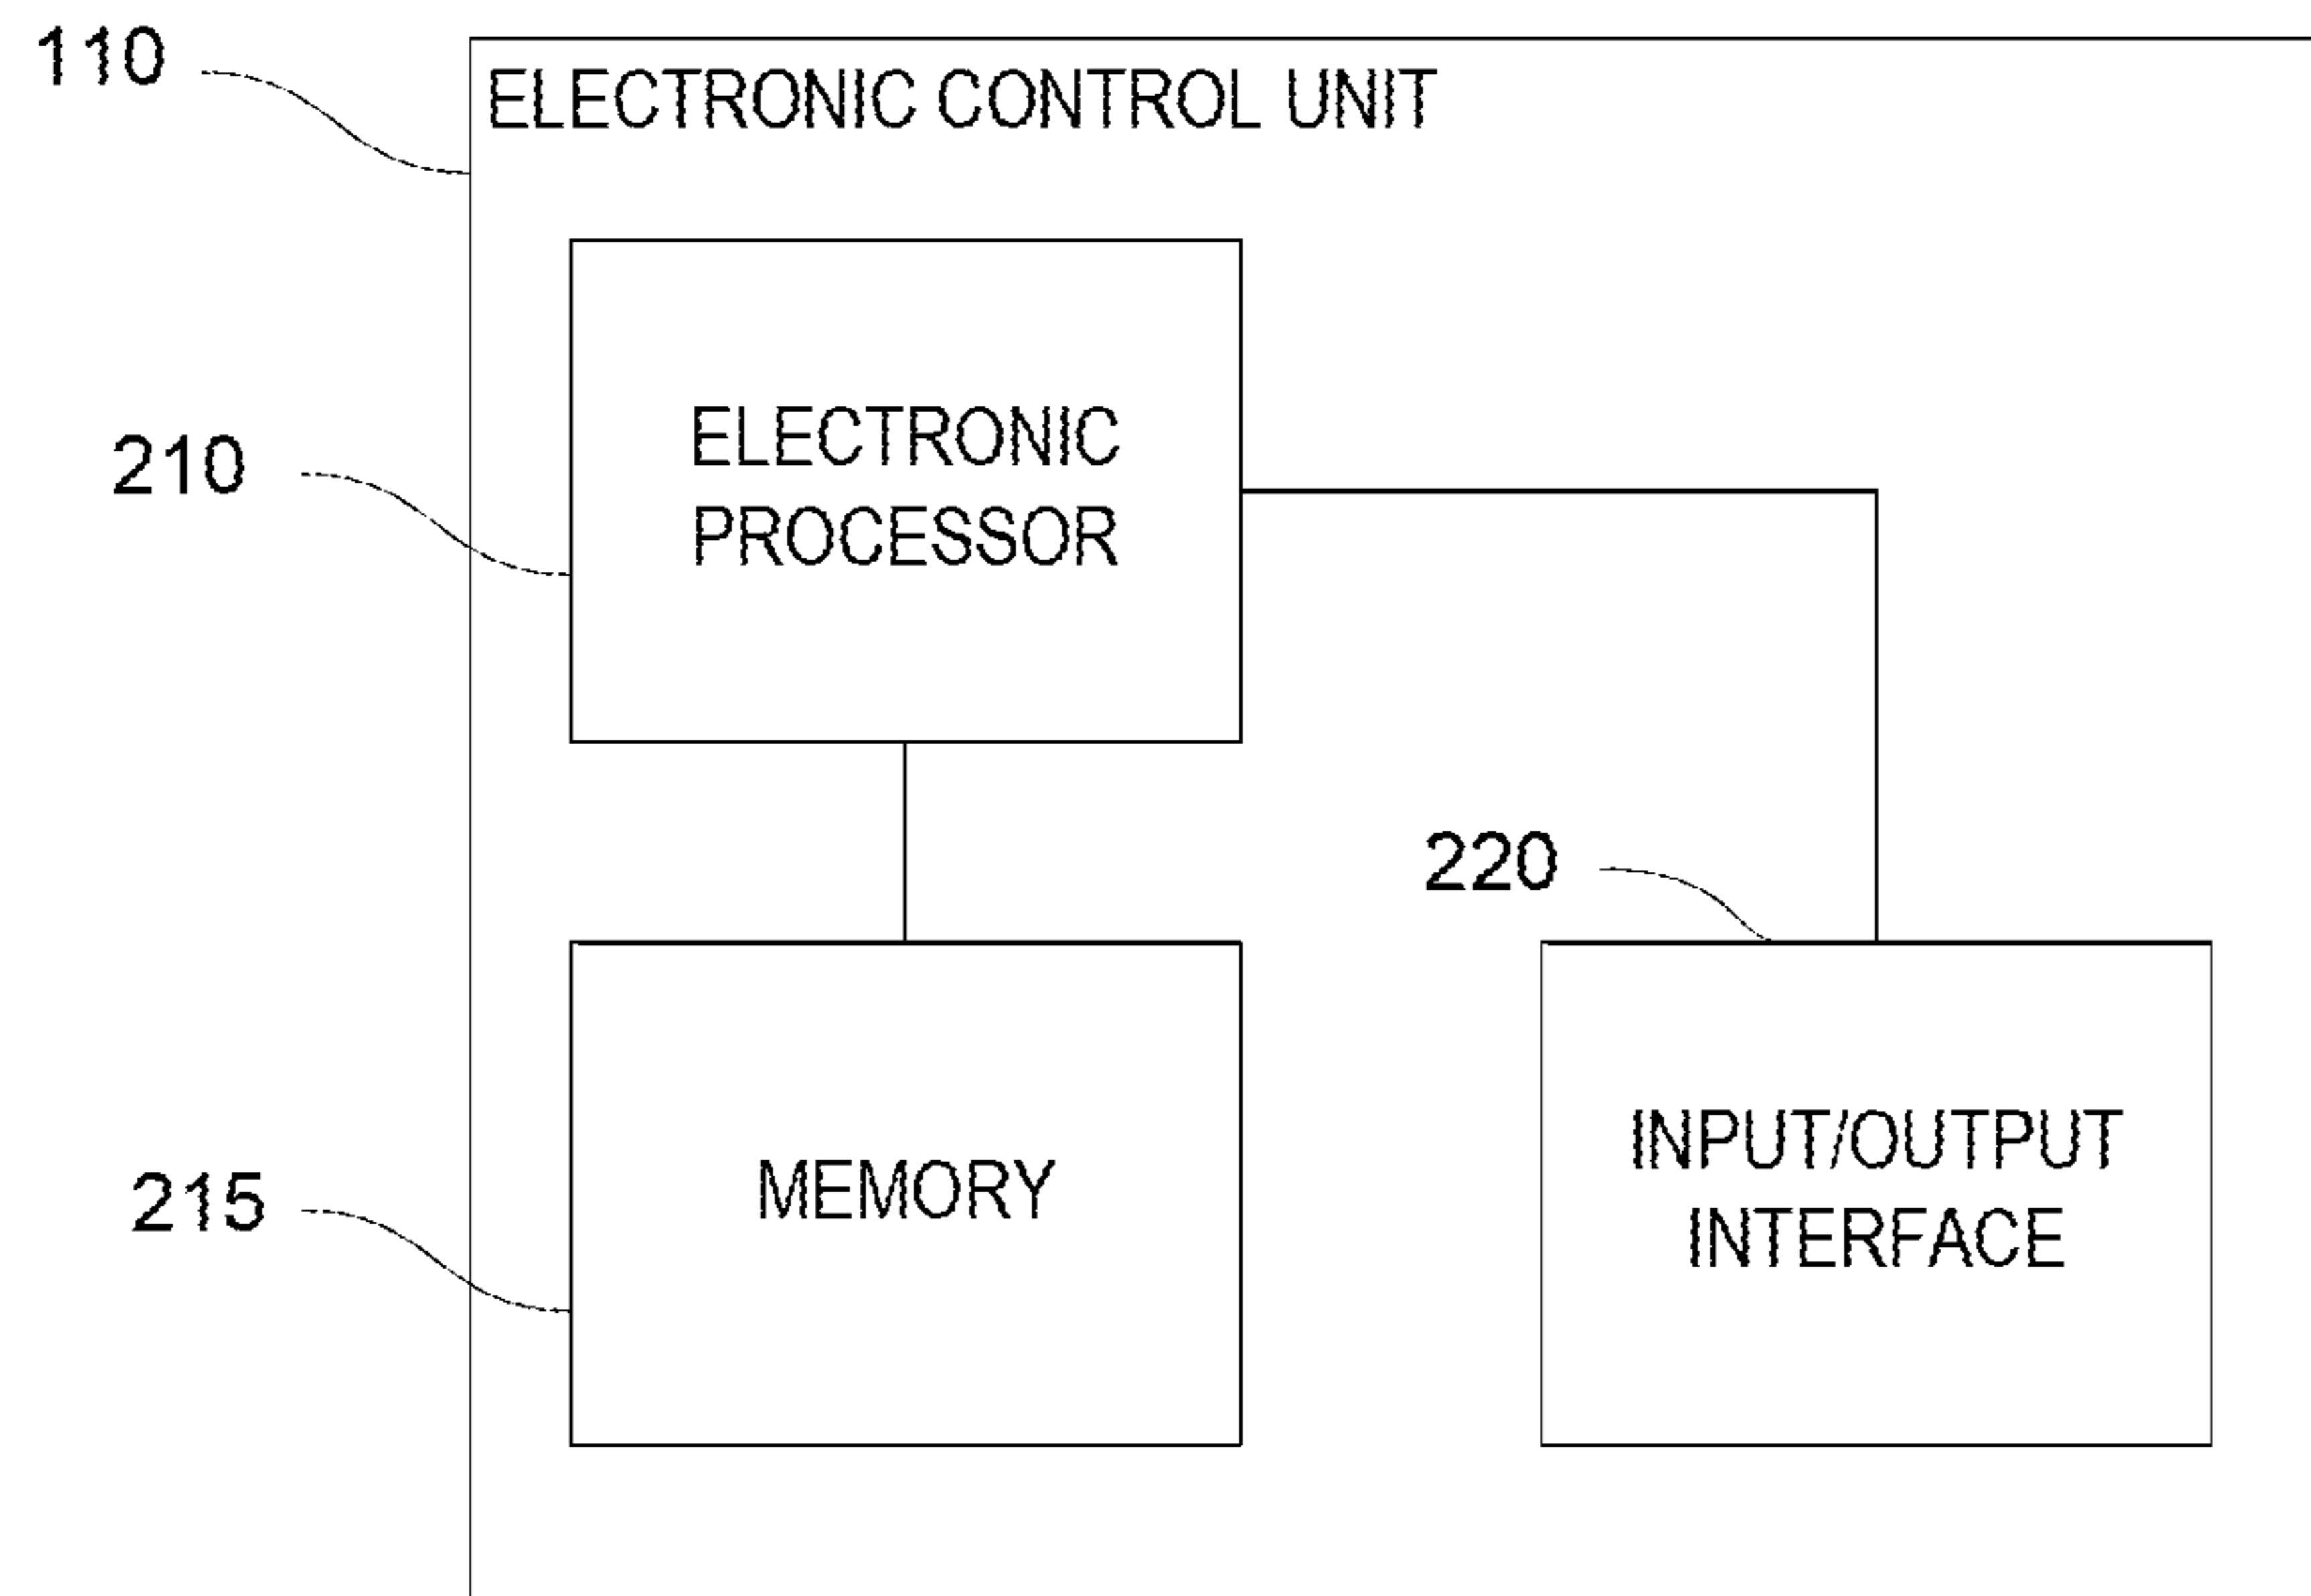 110
ELECTRONIC CONTROL UNIT
210
ELECTRONIC
PROCESSOR
220
215
MEMORY
INPUT/OUTPUT
INTERFACE